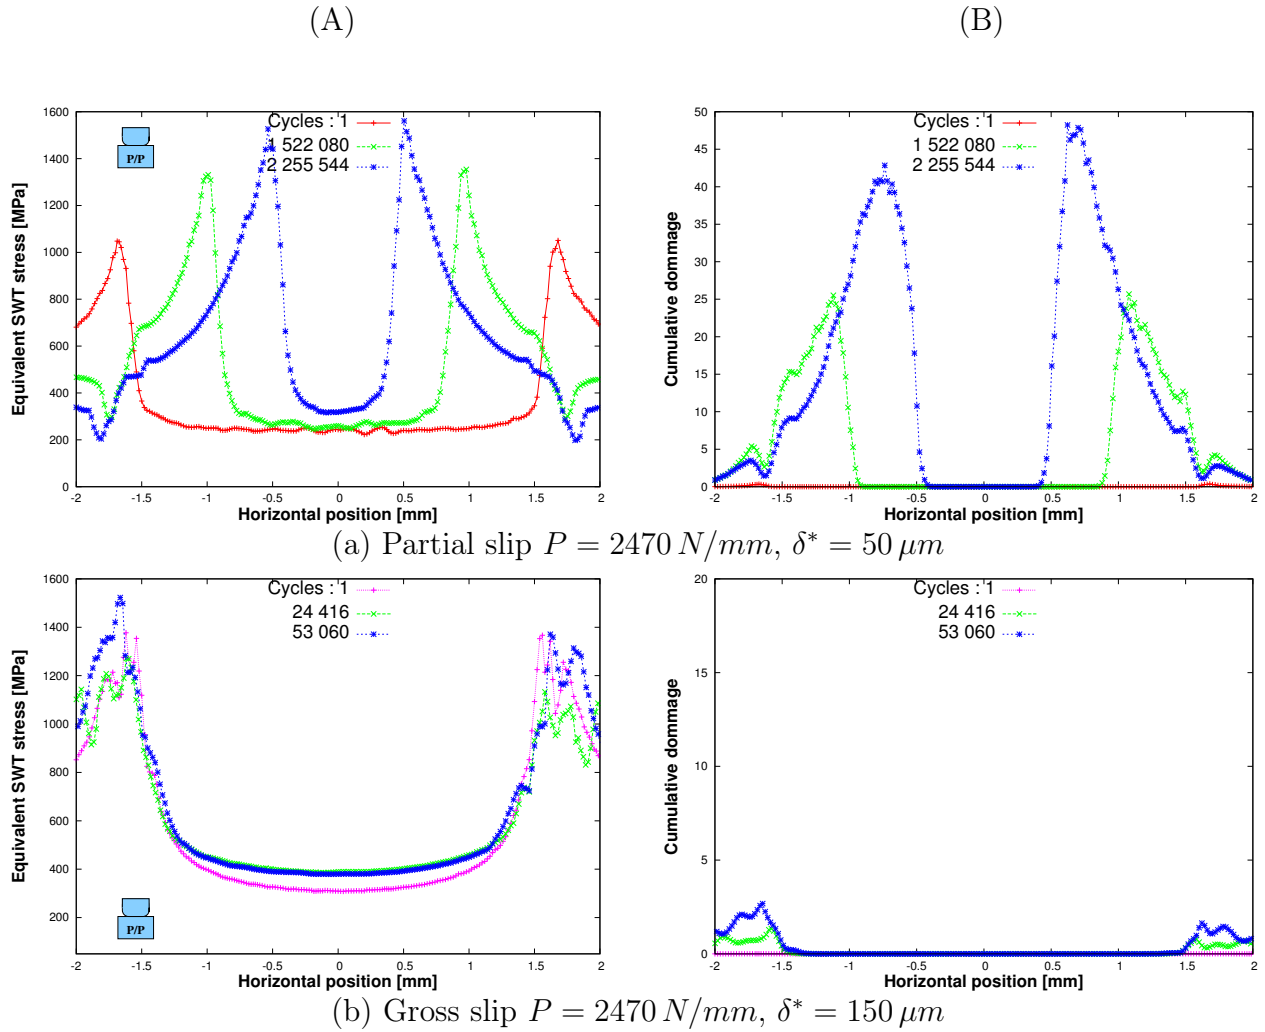 (A)
(B)
1600
1400
1200
1000
800
600
400
200
0
Equivalent SWT stress [MPa]
P/P
Cycles : 1
1 522 080
2 255 544
-2 -1.5 -1 -0.5 0 0.5 1 1.5 2
Horizontal position [mm]
50
45
40
35
30
25
20
15
10
5
0
Cumulative dommage
Cycles : 1
1 522 080
2 255 544
-2 -1.5 -1 -0.5 0 0.5 1 1.5 2
Horizontal position [mm]
(a) Partial slip P = 2470 N/mm, δ* = 50 μm
1600
1400
1200
1000
800
600
400
200
Equivalent SWT stress [MPa]
Cycles : 1
24 416
53 060
P/P
-2 -1.5 -1 -0.5 0 0.5 1 1.5 2
Horizontal position [mm]
20
15
10
5
0
Cumulative dommage
Cycles : 1
24 416
53 060
-2 -1.5 -1 -0.5 0 0.5 1 1.5 2
Horizontal position [mm]
(b) Gross slip P = 2470 N/mm, δ* = 150 μm